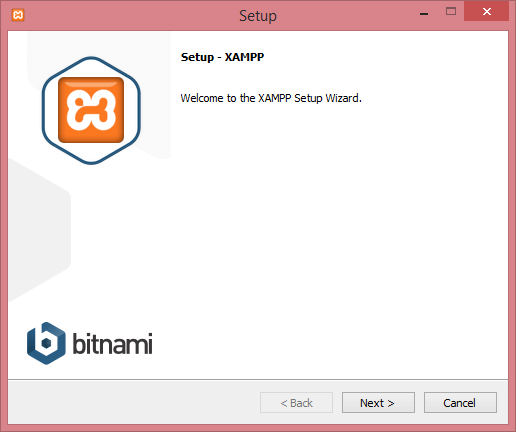 Setup
Setup - XAMPP
Welcome to the XAMPP Setup Wizard.
bitnami
< Back
Next >
Cancel